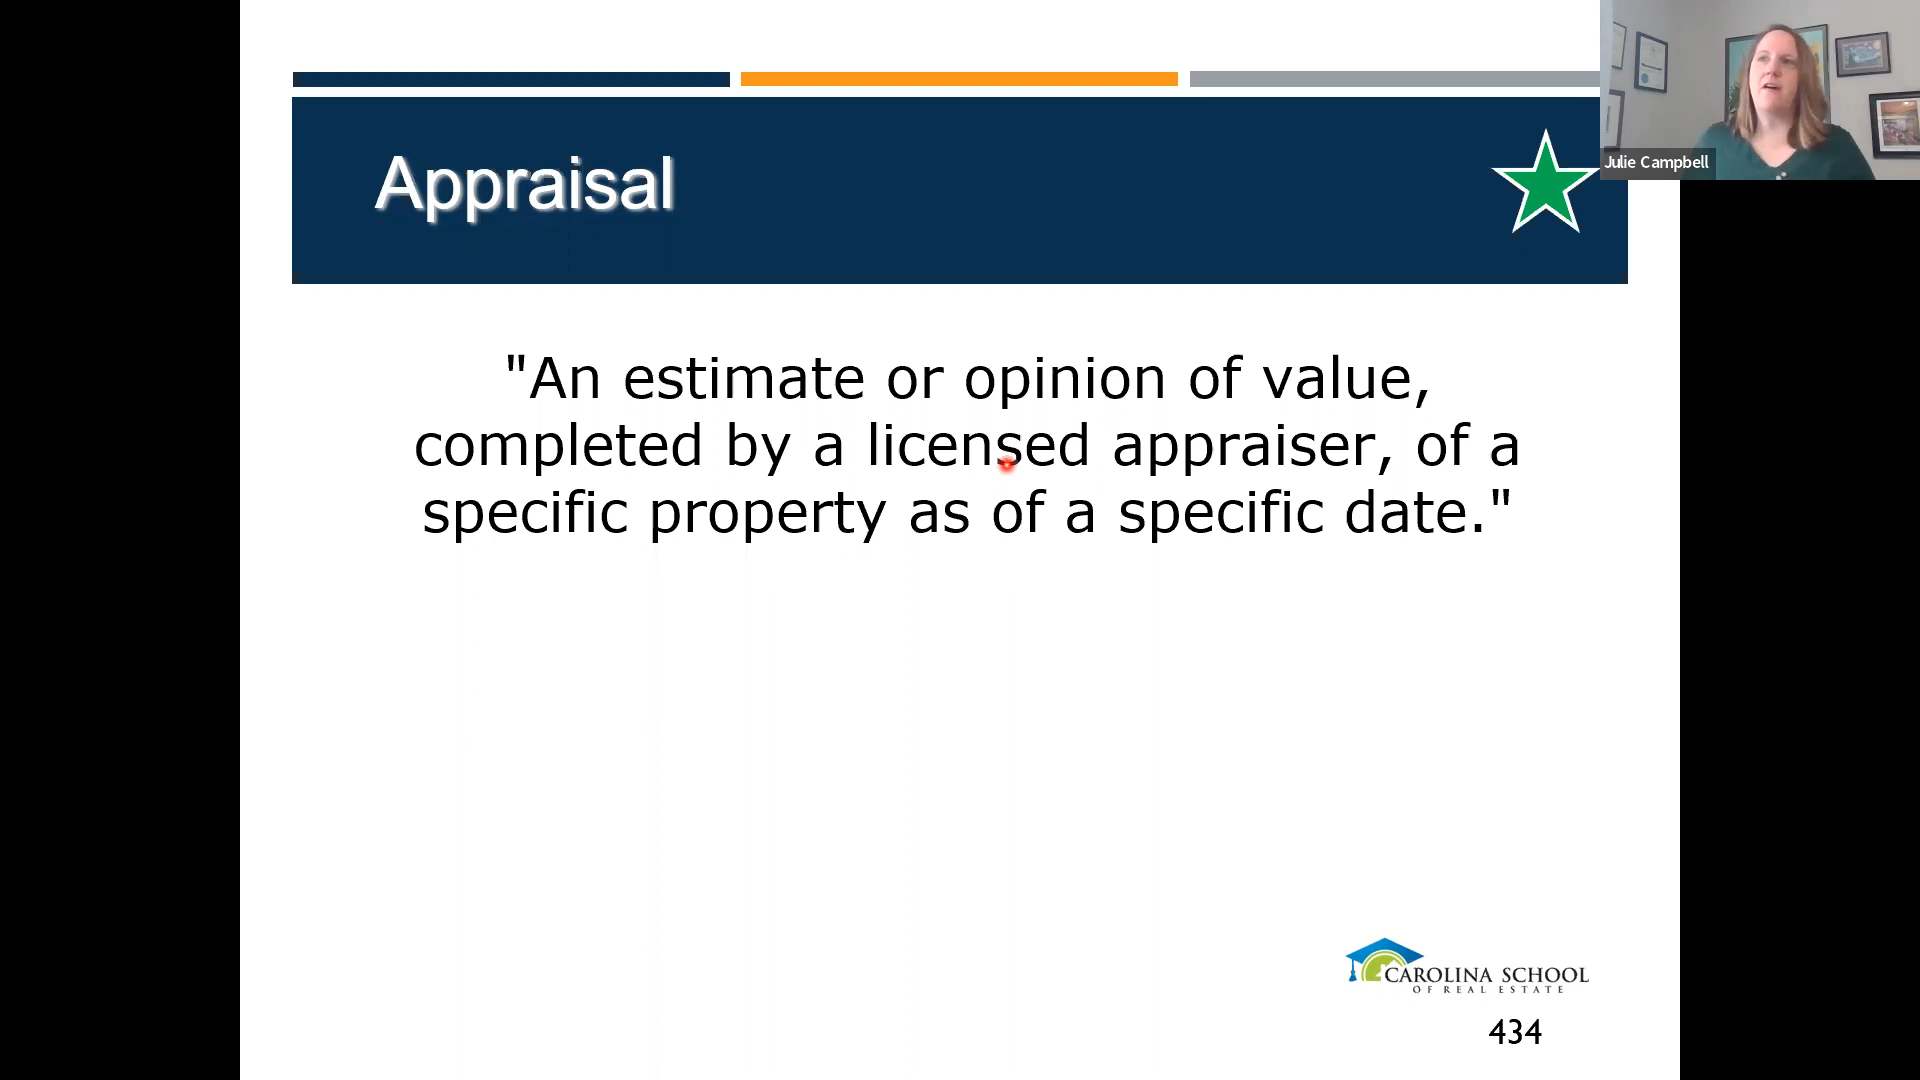 Appraisal
Julie Campbell
"An estimate or opinion of value,
completed by a licensed appraiser, of a
specific property as of a specific date."
CAROLINA SCHOOL
OF REAL ESTATE
434